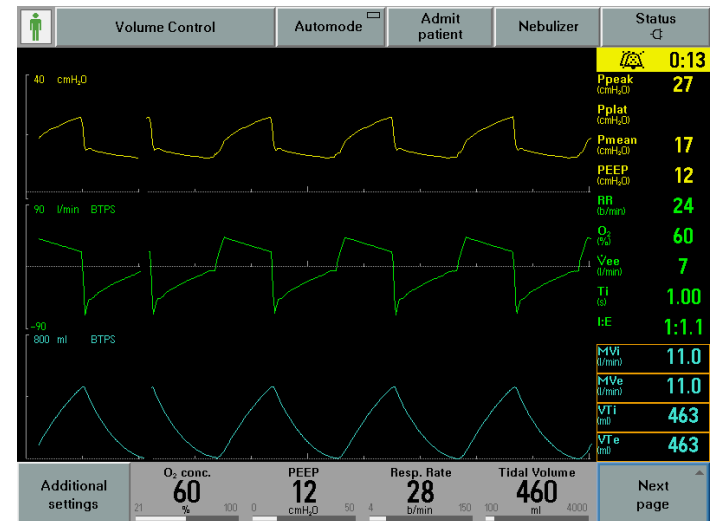 Volume Control
Automode
Admit
patient
Nebulizer
Status
0:13
40 cmH₂O
Ppeak
(cmH₂O)
27
Pplat
(cmH₂O)
Pmean
(cmH₂O)
17
PEEP
(cmH₂O)
12
90 l/min BTPS
-90
RR
(b/min)
24
O₂
(%)
60
V̇ee
(l/min)
7
Ti
(s)
1.00
I:E
1:1.1
800 ml BTPS
MVi
(l/min)
11.0
MVe
(l/min)
11.0
VTi
(ml)
463
VTe
(ml)
463
Additional
settings
O₂ conc.
60
21 % 100
PEEP
12
0 cmH₂O 50
Resp. Rate
28
4 b/min 150
Tidal Volume
460
100 ml 4000
Next
page